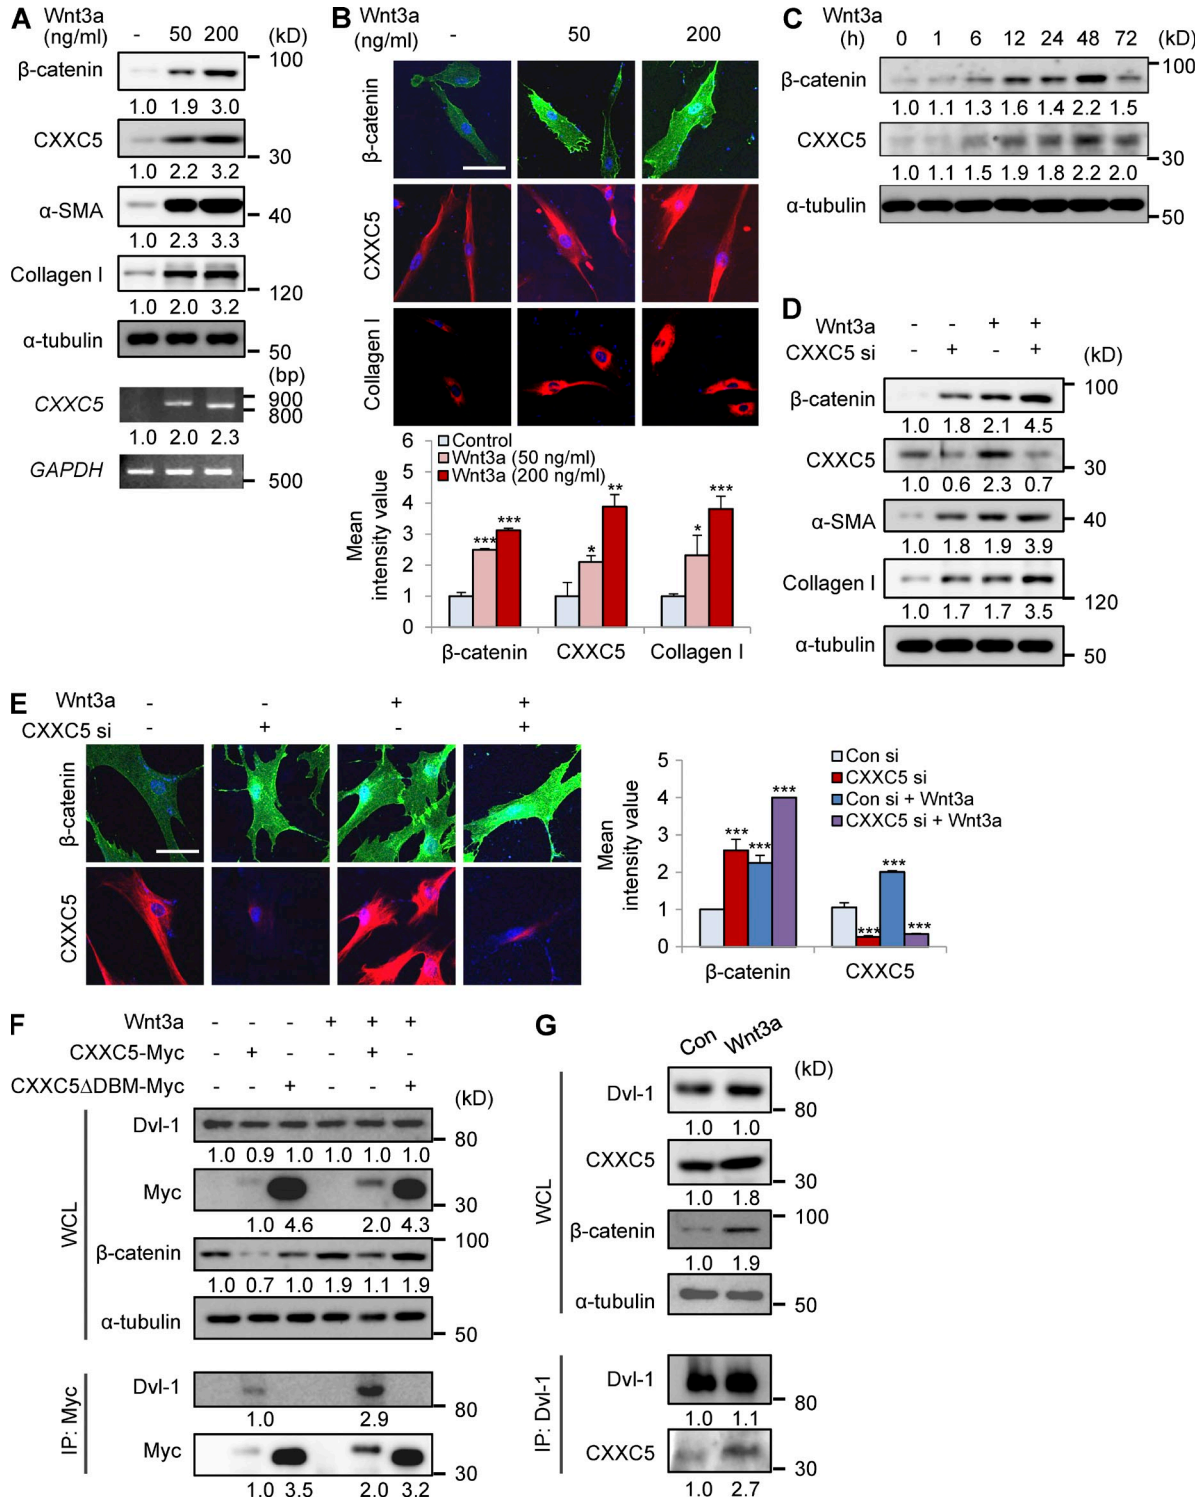 A
Wnt3a
(ng/ml) - 50 200 (kD)
β-catenin 100
1.0 1.9 3.0
CXXC5 30
1.0 2.2 3.2
α-SMA 40
1.0 2.3 3.3
Collagen I 120
1.0 2.0 3.2
α-tubulin 50
(bp)
CXXC5 900
800
1.0 2.0 2.3
GAPDH 500
B
Wnt3a
(ng/ml) - 50 200
β-catenin
CXXC5
Collagen I
Mean
intensity value
6
5
4
3
2
1
0
Control
Wnt3a (50 ng/ml)
Wnt3a (200 ng/ml)
*** ***
* **
* ***
β-catenin CXXC5 Collagen I
C
Wnt3a
(h) 0 1 6 12 24 48 72 (kD)
β-catenin 100
1.0 1.1 1.3 1.6 1.4 2.2 1.5
CXXC5 30
1.0 1.1 1.5 1.9 1.8 2.2 2.0
α-tubulin 50
D
Wnt3a - - + +
CXXC5 si - + - + (kD)
β-catenin 100
1.0 1.8 2.1 4.5
CXXC5 30
1.0 0.6 2.3 0.7
α-SMA 40
1.0 1.8 1.9 3.9
Collagen I 120
1.0 1.7 1.7 3.5
α-tubulin 50
E
Wnt3a - - + +
CXXC5 si - + - +
β-catenin
CXXC5
Mean
intensity value
5
4
3
2
1
0
Con si
CXXC5 si
Con si + Wnt3a
CXXC5 si + Wnt3a
*** *** ***
*** *** ***
β-catenin CXXC5
F
Wnt3a - - - + + +
CXXC5-Myc - + - - + -
CXXC5ΔDBM-Myc - - + - - + (kD)
WCL
Dvl-1 80
1.0 0.9 1.0 1.0 1.0 1.0
Myc 30
1.0 4.6 2.0 4.3
β-catenin 100
1.0 0.7 1.0 1.9 1.1 1.9
α-tubulin 50
IP: Myc
Dvl-1 80
1.0 2.9
Myc 30
1.0 3.5 2.0 3.2
G
Con Wnt3a
(kD)
WCL
Dvl-1 80
1.0 1.0
CXXC5 30
1.0 1.8
β-catenin 100
1.0 1.9
α-tubulin 50
IP: Dvl-1
Dvl-1 80
1.0 1.1
CXXC5 30
1.0 2.7